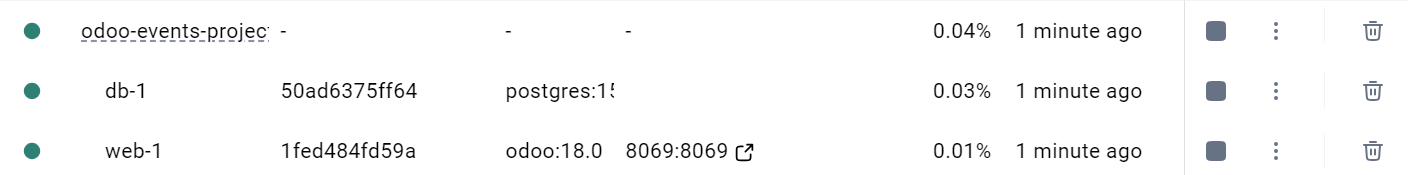 odoo-events-projec - - - 0.04% 1 minute ago
db-1 50ad6375ff64 postgres:15 0.03% 1 minute ago
web-1 1fed484fd59a odoo:18.0 8069:8069 0.01% 1 minute ago